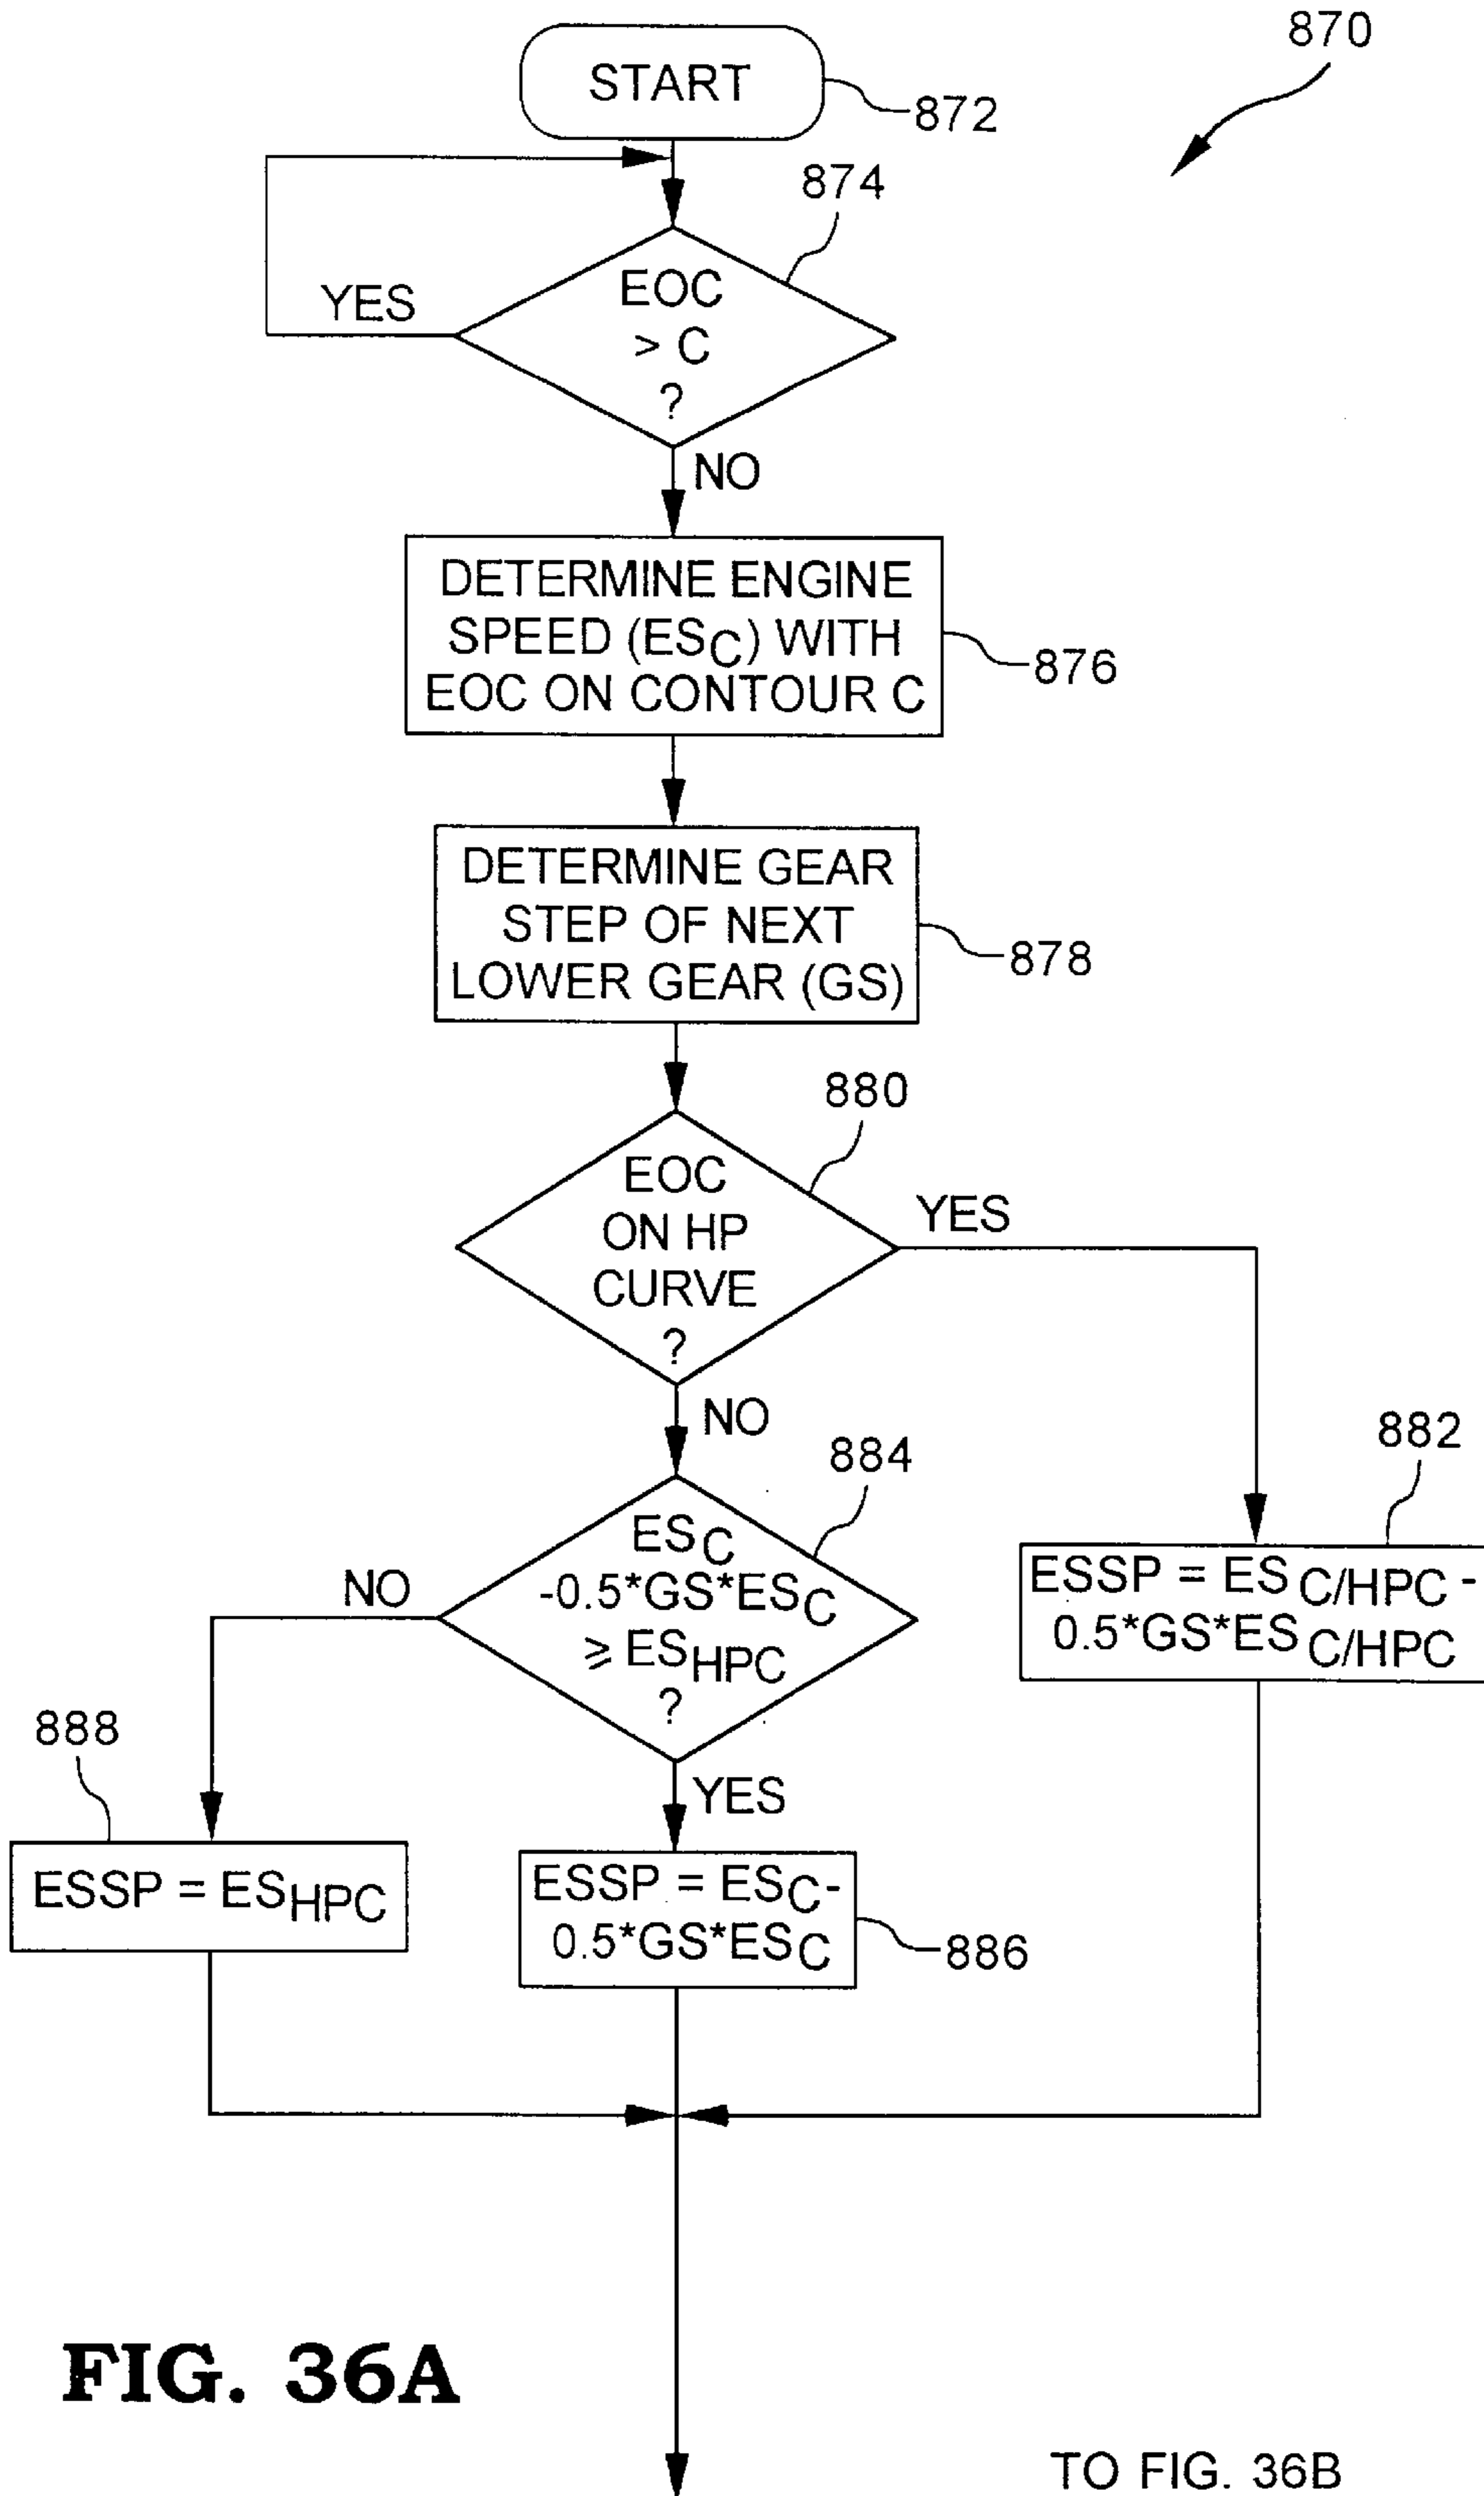 870
START
872
874
YES
EOC
> C
?
NO
DETERMINE ENGINE
SPEED (ESC) WITH
EOC ON CONTOUR C
876
DETERMINE GEAR
STEP OF NEXT
LOWER GEAR (GS)
878
880
EOC
ON HP
CURVE
?
YES
NO
882
884
ESC
-0.5*GS*ESC
≥ ESHPC
?
NO
ESSP = ES C/HPC -
0.5*GS*ES C/HPC
888
YES
ESSP = ESHPC
ESSP = ESC-
0.5*GS*ESC
886
FIG. 36A
TO FIG. 36B